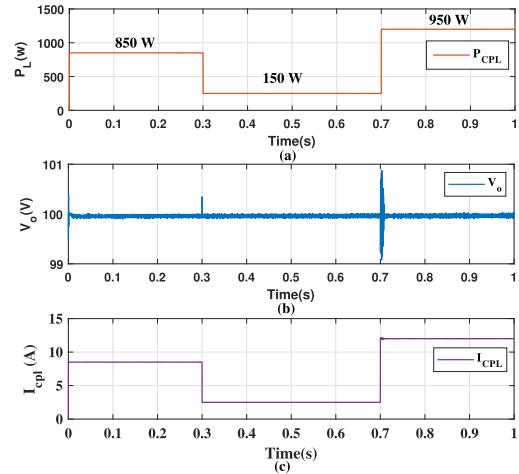 1500
1000
500
0
P_L(w)
850 W
150 W
950 W
P_CPL
0 0.1 0.2 0.3 0.4 0.5 0.6 0.7 0.8 0.9 1
Time(s)
(a)
101
100
99
V_o(V)
V_o
0 0.1 0.2 0.3 0.4 0.5 0.6 0.7 0.8 0.9 1
Time(s)
(b)
15
10
5
0
I_cpl (A)
I_CPL
0 0.1 0.2 0.3 0.4 0.5 0.6 0.7 0.8 0.9 1
Time(s)
(c)